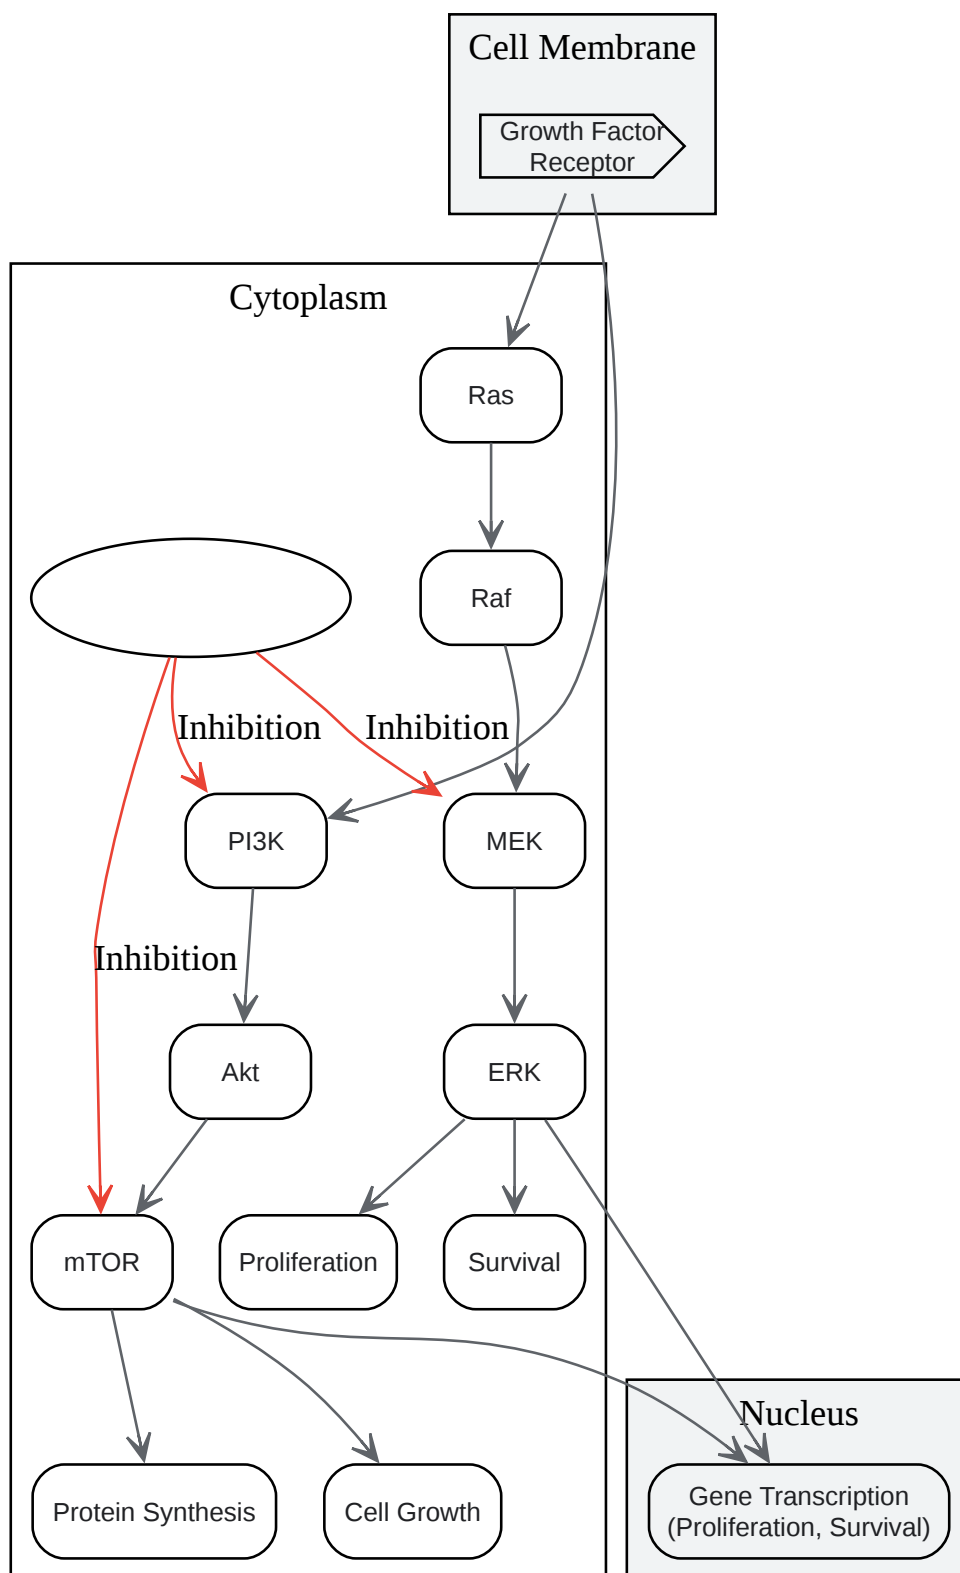 Cell Membrane
Growth Factor
Receptor
Cytoplasm
Ras
Raf
Inhibition
Inhibition
PI3K
MEK
Inhibition
Akt
ERK
mTOR
Proliferation
Survival
Nucleus
Protein Synthesis
Cell Growth
Gene Transcription
(Proliferation, Survival)